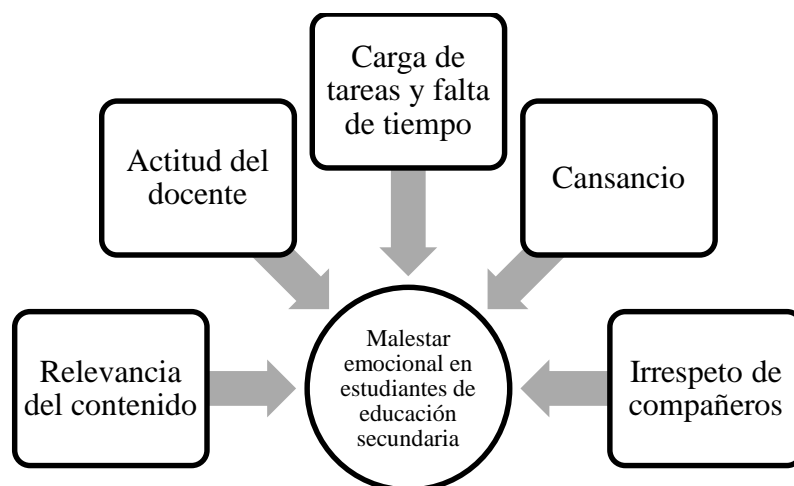 Carga de
tareas y falta
de tiempo
Actitud del
docente
Cansancio
Relevancia
del contenido
Malestar
emocional en
estudiantes de
educación
secundaria
Irrespeto de
compañeros